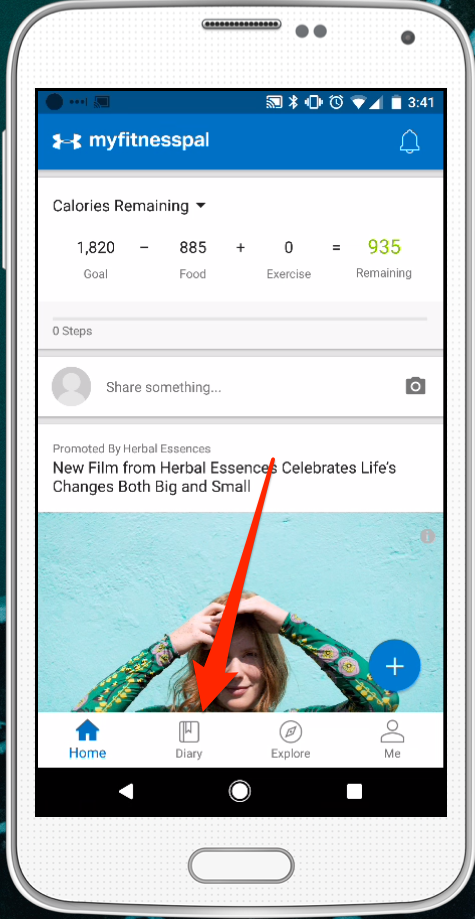 3:41
myfitnesspal
Calories Remaining
1,820 – 885 + 0 = 935
Goal Food Exercise Remaining
0 Steps
Share something...
Promoted By Herbal Essences
New Film from Herbal Essences Celebrates Life's
Changes Both Big and Small
Home Diary Explore Me